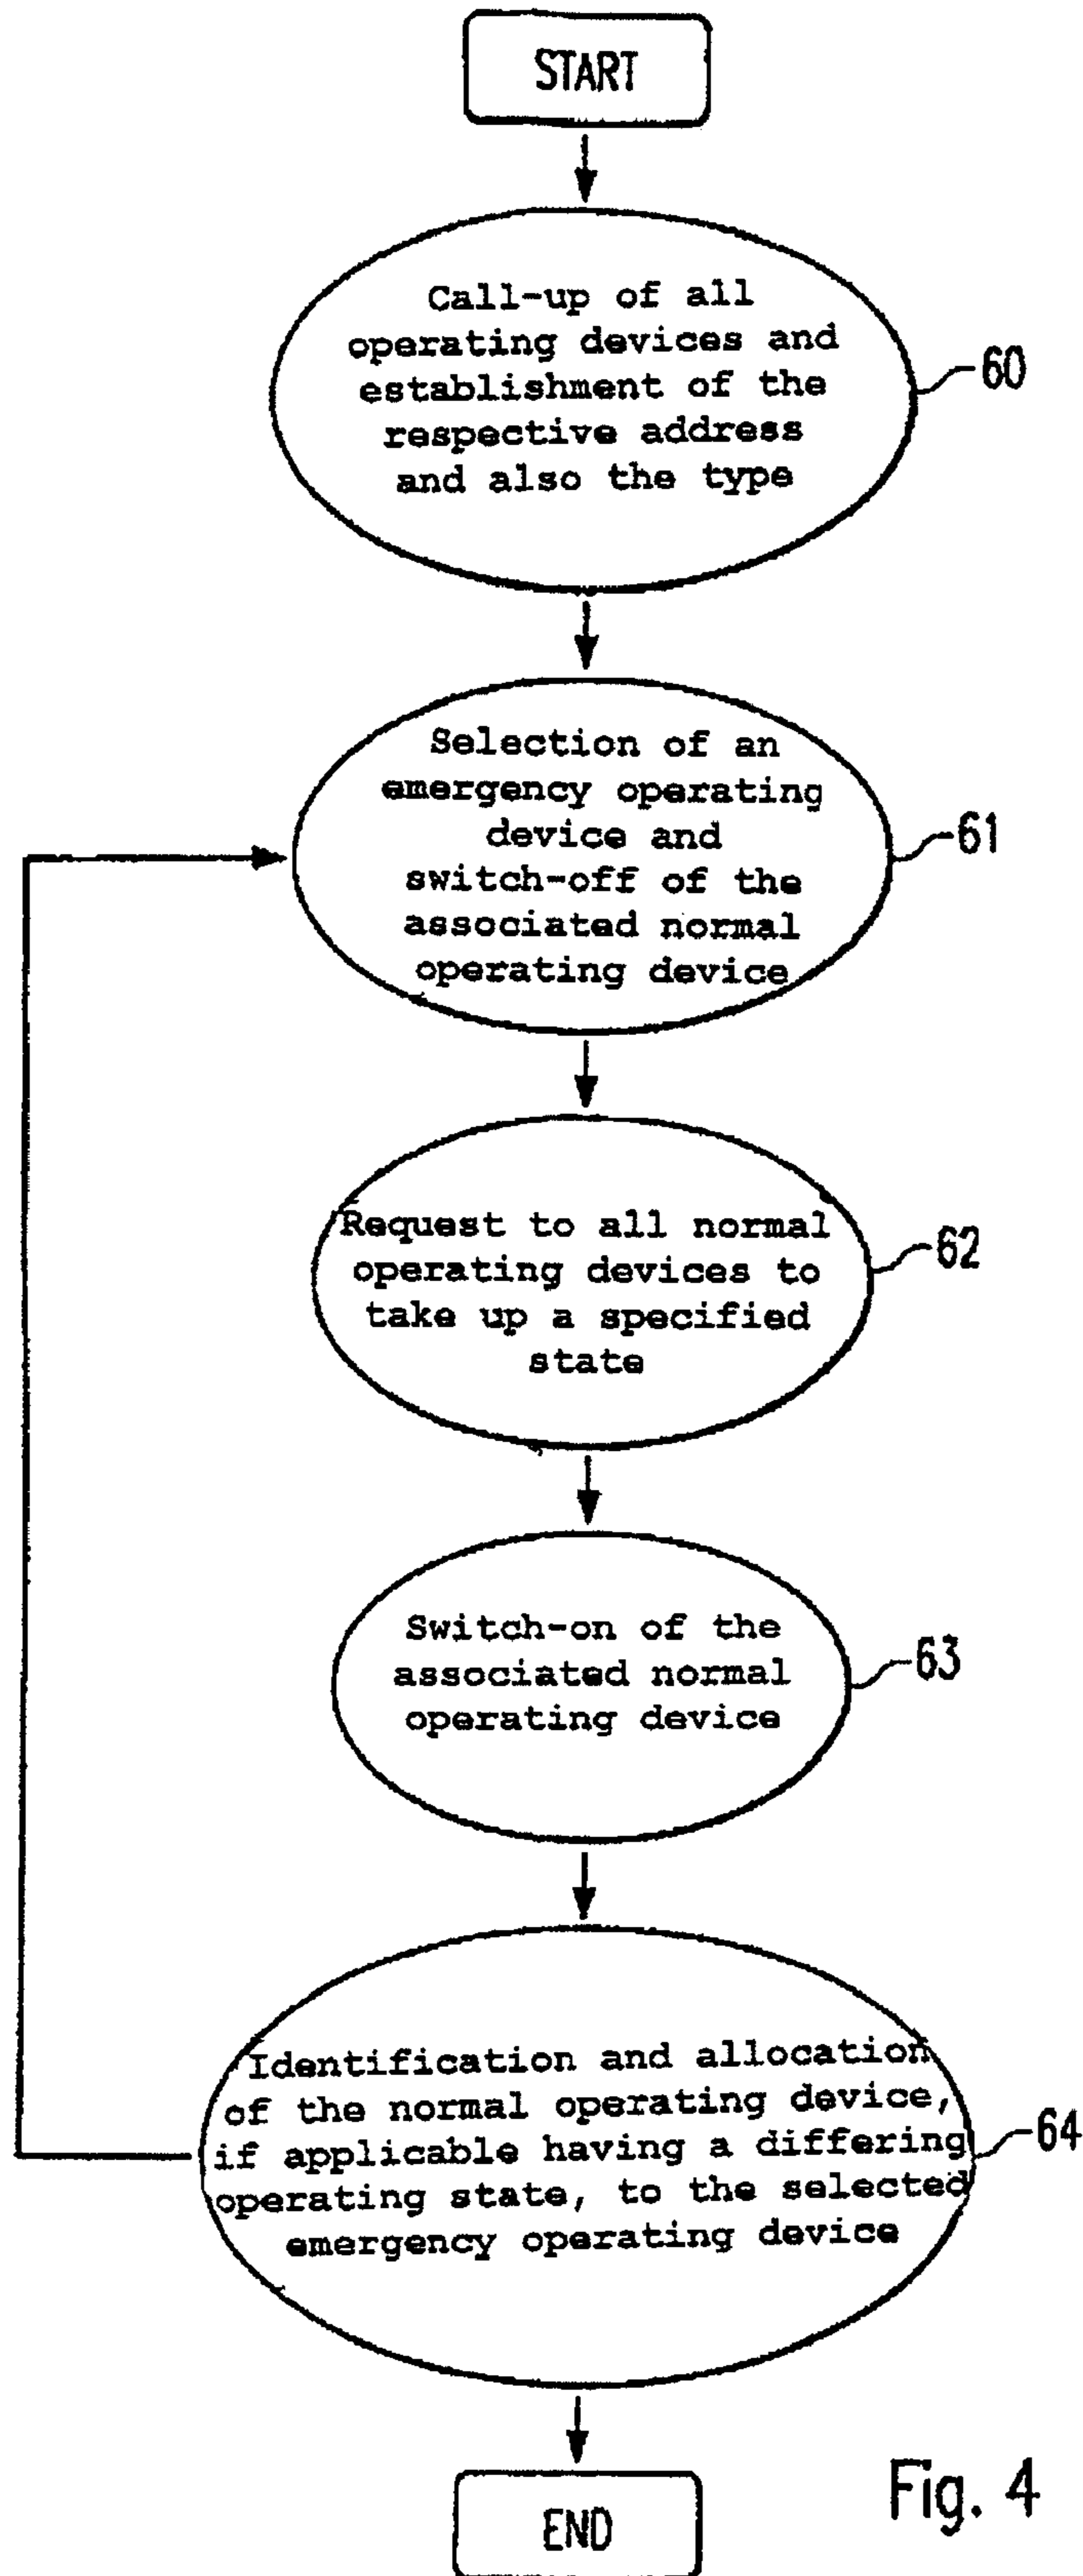 START
Call-up of all
operating devices and
establishment of the
respective address
and also the type
60
Selection of an
emergency operating
device and
switch-off of the
associated normal
operating device
61
Request to all normal
operating devices to
take up a specified
state
62
Switch-on of the
associated normal
operating device
63
Identification and allocation
of the normal operating device,
if applicable having a differing
operating state, to the selected
emergency operating device
64
END
Fig. 4